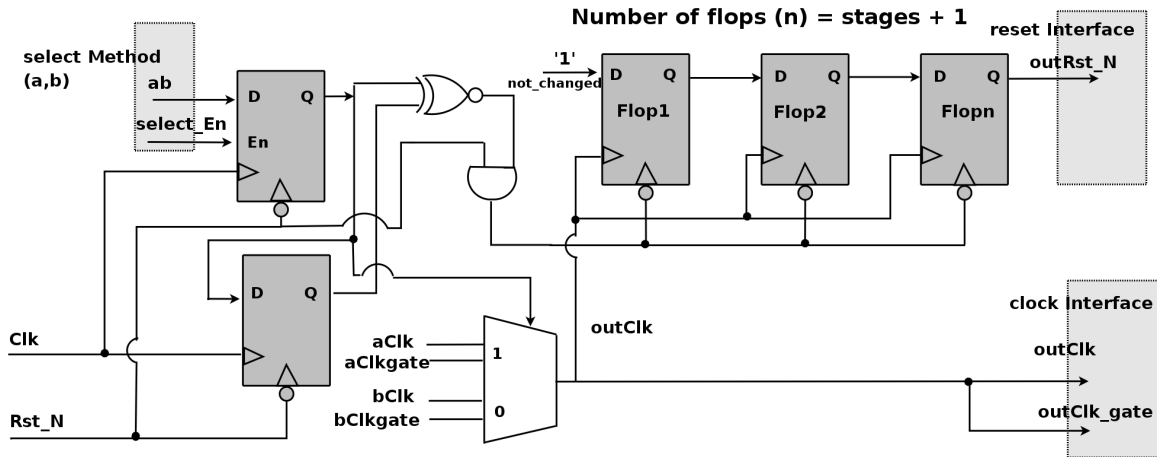 Number of flops (n) = stages + 1
select Method
(a,b)
ab
select_En
D
Q
En
'1'
not_changed
D
Q
Flop1
D
Q
Flop2
D
Q
Flopn
reset Interface
outRst_N
D
Q
Clk
Rst_N
aClk
aClkgate
bClk
bClkgate
1
0
outClk
clock Interface
outClk
outClk_gate